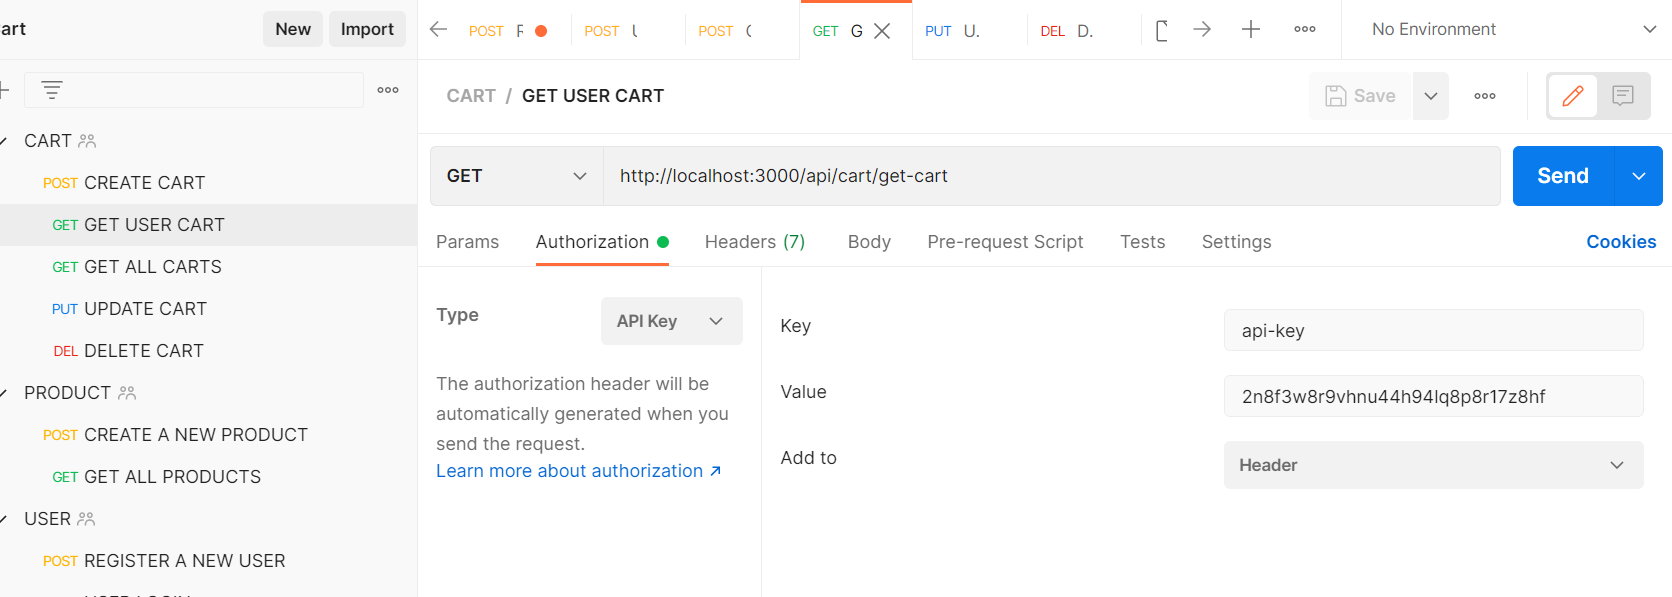 art
New
Import
POST
POST
POST
GET G
PUT U.
DEL D.
No Environment
CART / GET USER CART
Save
CART
POST CREATE CART
GET GET USER CART
GET GET ALL CARTS
PUT UPDATE CART
DEL DELETE CART
PRODUCT
POST CREATE A NEW PRODUCT
GET GET ALL PRODUCTS
USER
POST REGISTER A NEW USER
GET
http://localhost:3000/api/cart/get-cart
Send
Params
Authorization
Headers (7)
Body
Pre-request Script
Tests
Settings
Cookies
Type
API Key
The authorization header will be
automatically generated when you
send the request.
Learn more about authorization ↗
Key
api-key
Value
2n8f3w8r9vhnu44h94lq8p8r17z8hf
Add to
Header